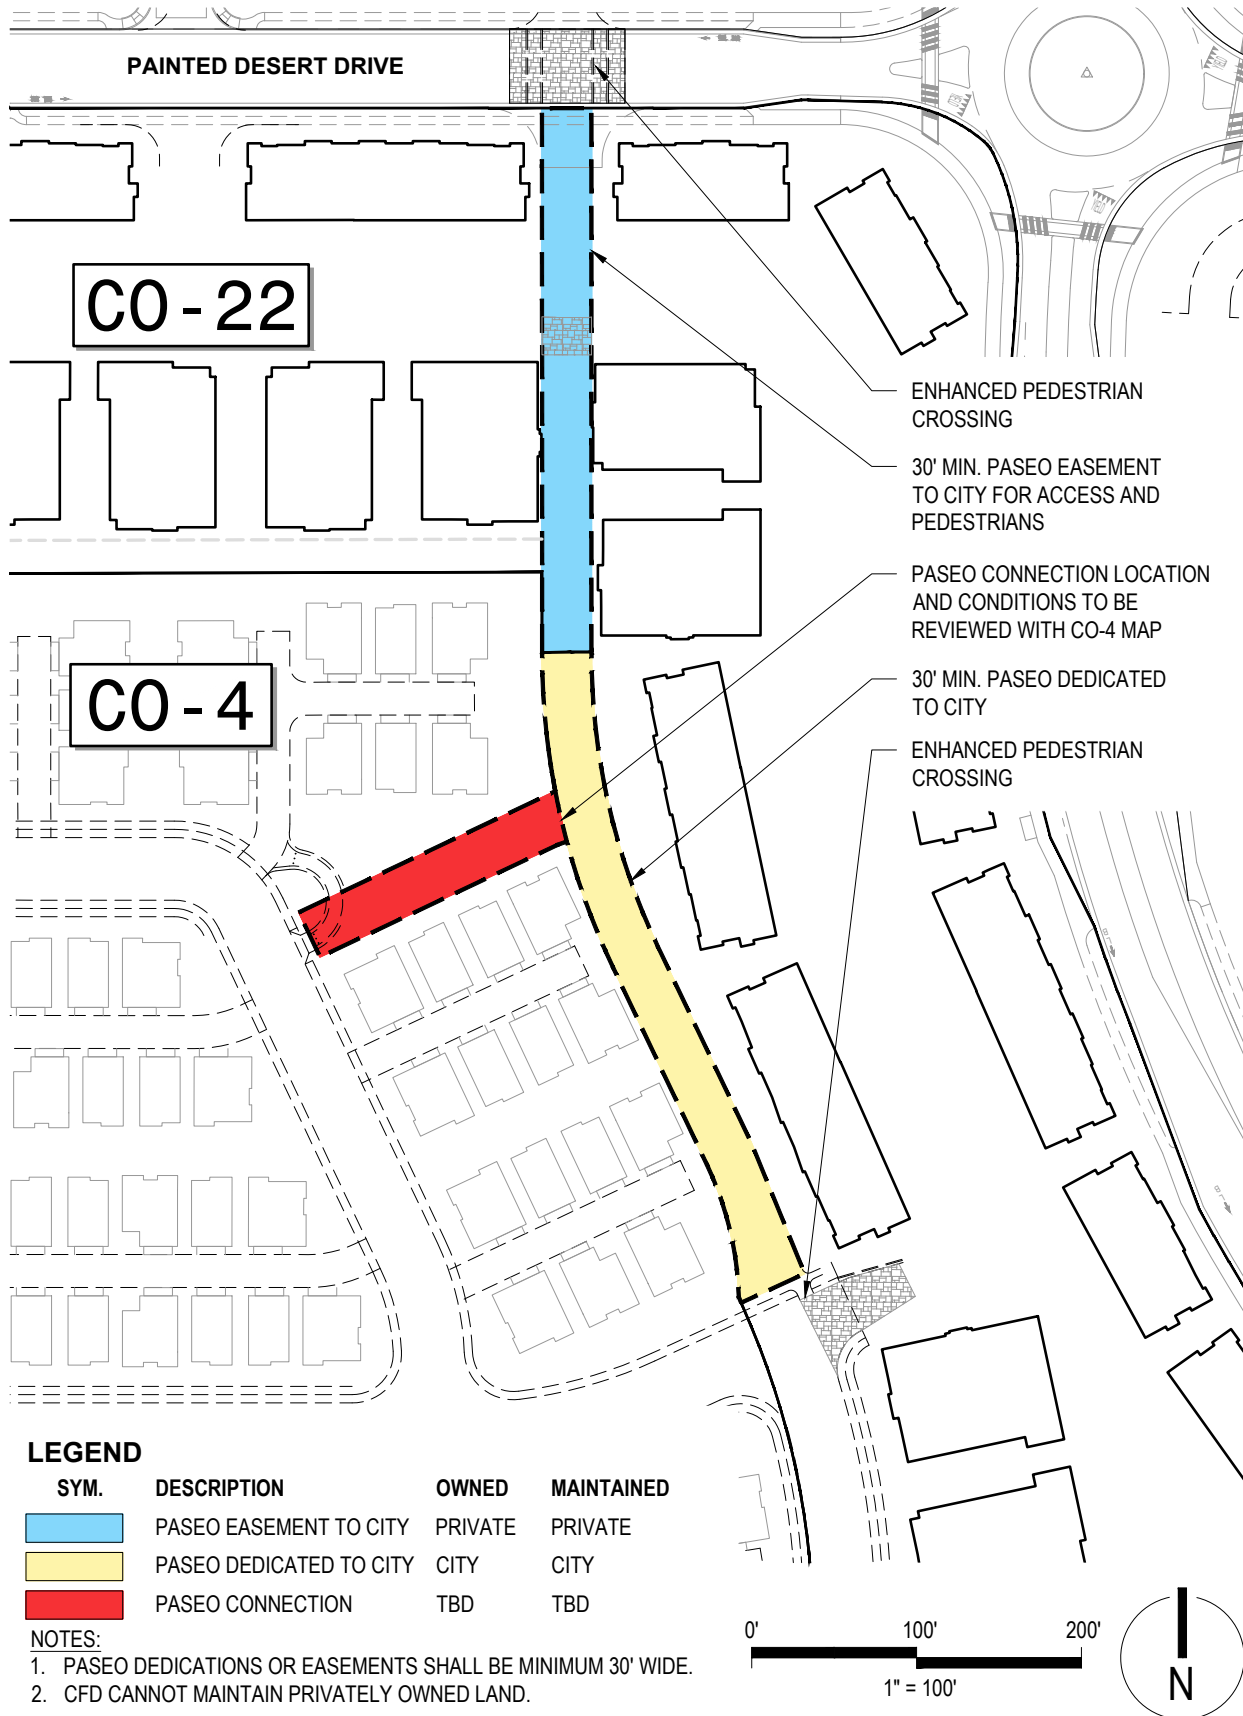 PAINTED DESERT DRIVE
CO-22
ENHANCED PEDESTRIAN
CROSSING
30' MIN. PASEO EASEMENT
TO CITY FOR ACCESS AND
PEDESTRIANS
PASEO CONNECTION LOCATION
AND CONDITIONS TO BE
REVIEWED WITH CO-4 MAP
30' MIN. PASEO DEDICATED
TO CITY
ENHANCED PEDESTRIAN
CROSSING
CO-4
LEGEND
SYM. DESCRIPTION OWNED MAINTAINED
PASEO EASEMENT TO CITY PRIVATE PRIVATE
PASEO DEDICATED TO CITY CITY CITY
PASEO CONNECTION TBD TBD
NOTES:
1. PASEO DEDICATIONS OR EASEMENTS SHALL BE MINIMUM 30' WIDE.
2. CFD CANNOT MAINTAIN PRIVATELY OWNED LAND.
0' 100' 200'
1" = 100'
N